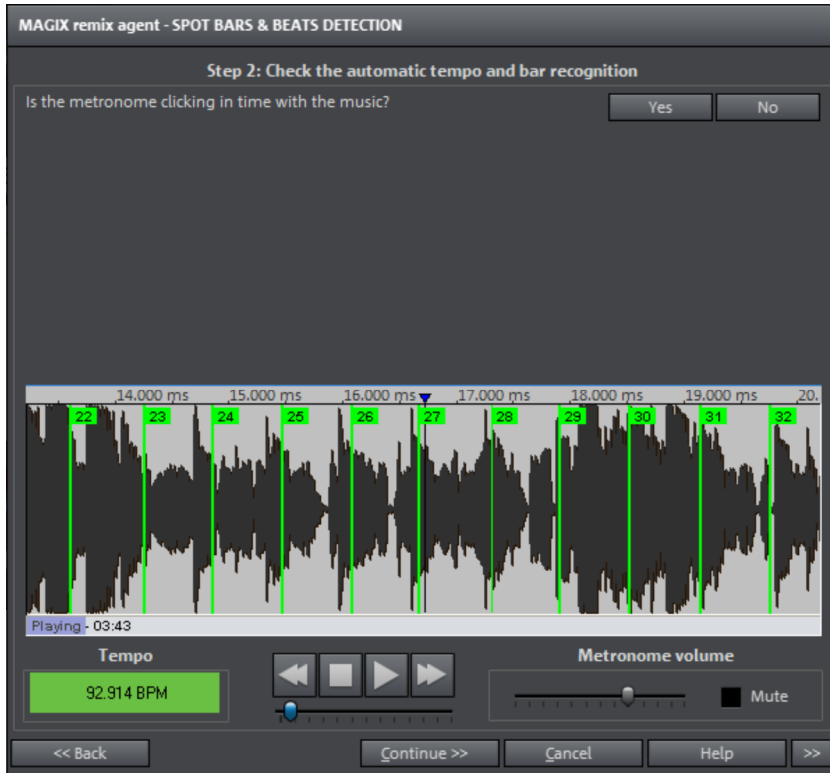 MAGIX remix agent - SPOT BARS & BEATS DETECTION
Step 2: Check the automatic tempo and bar recognition
Is the metronome clicking in time with the music?
Yes No
14.000 ms 15.000 ms 16.000 ms 17.000 ms 18.000 ms 19.000 ms 20.
22 23 24 25 26 27 28 29 30 31 32
Playing - 03:43
Tempo Metronome volume
92.914 BPM Mute
<< Back Continue >> Cancel Help >>